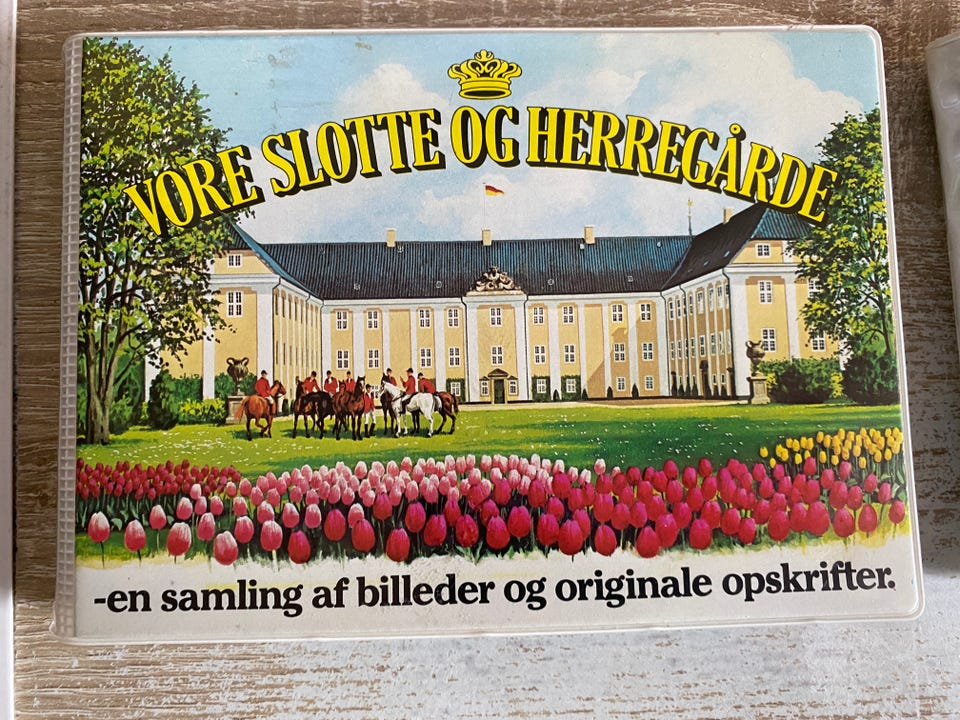 VORE SLOTTE OG HERREGÅRDE
-en samling af billeder og originale opskrifter.